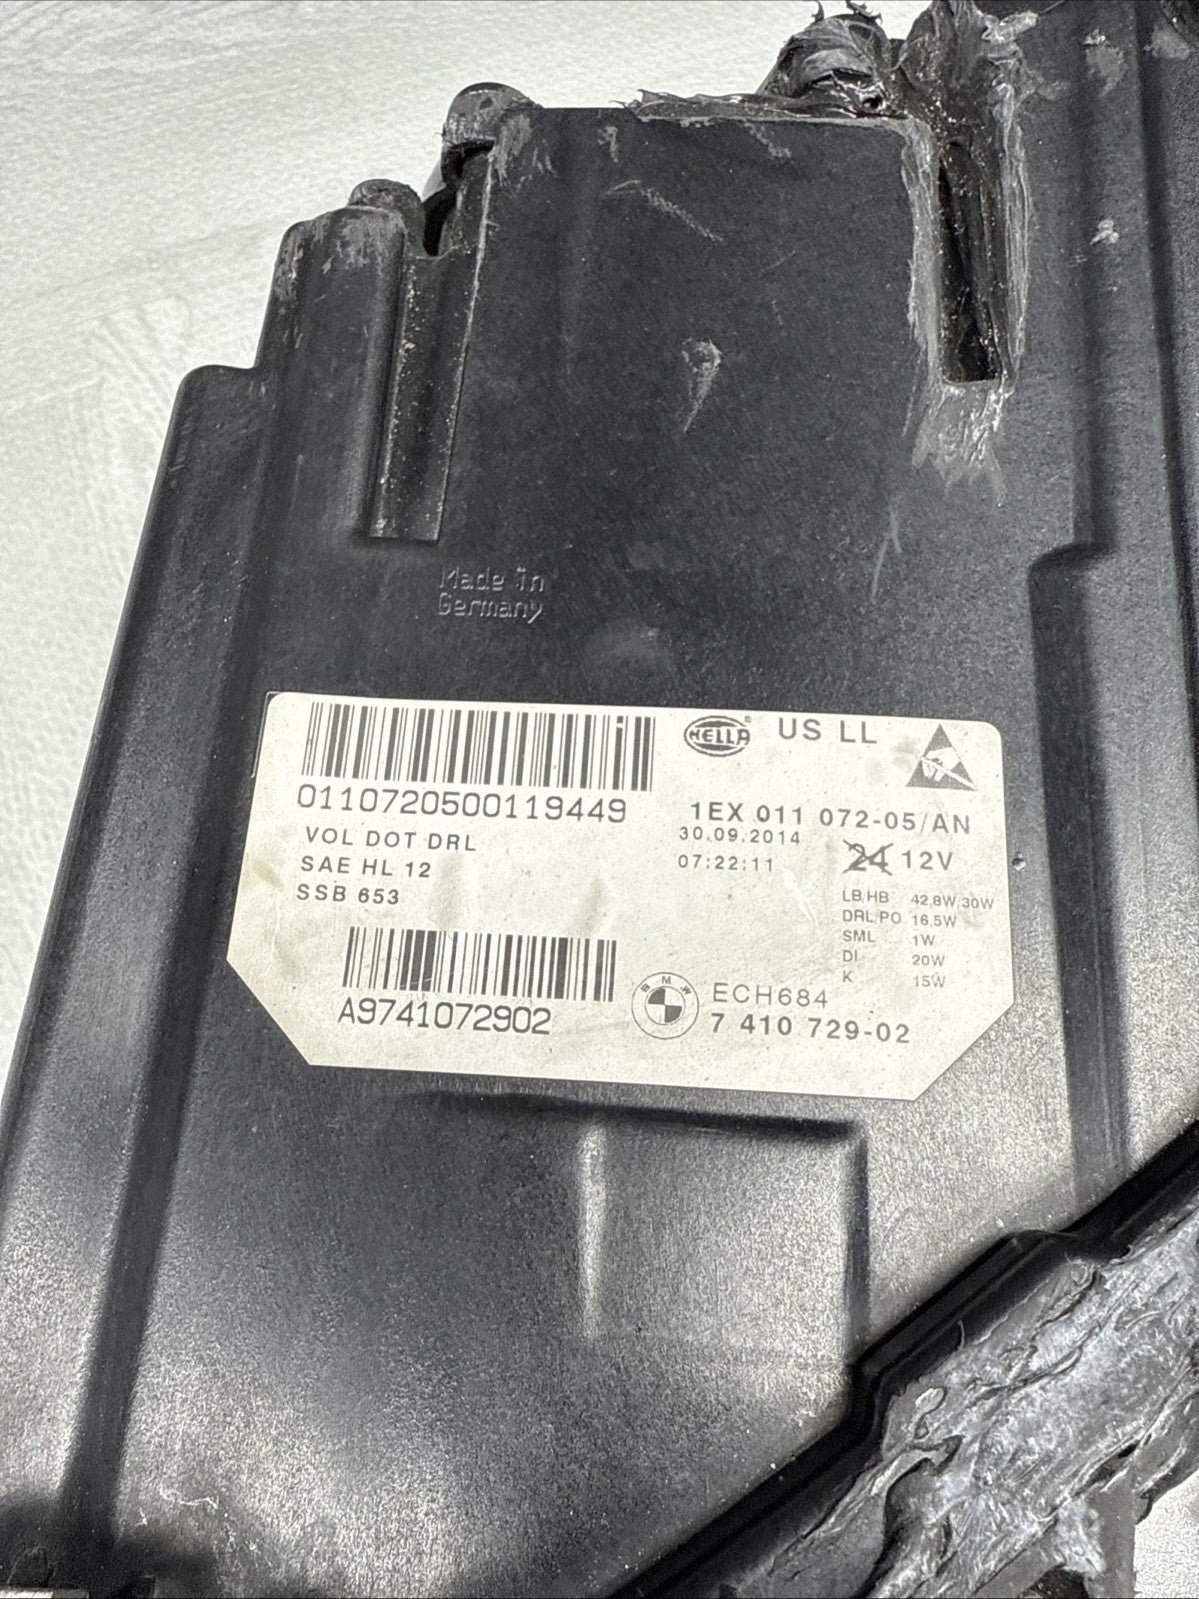 Made in
Germany
0110720500119449
HELLA ® US LL
1EX 011 072-05/AN
VOL DOT DRL
30.09.2014
SAE HL 12
07:22:11
24 12V
SSB 653
LB/HB 42,8W/30W
DRL/PO 16,5W
SML 1W
DI 20W
K 15W
A9741072902
BMW
ECH684
7 410 729-02